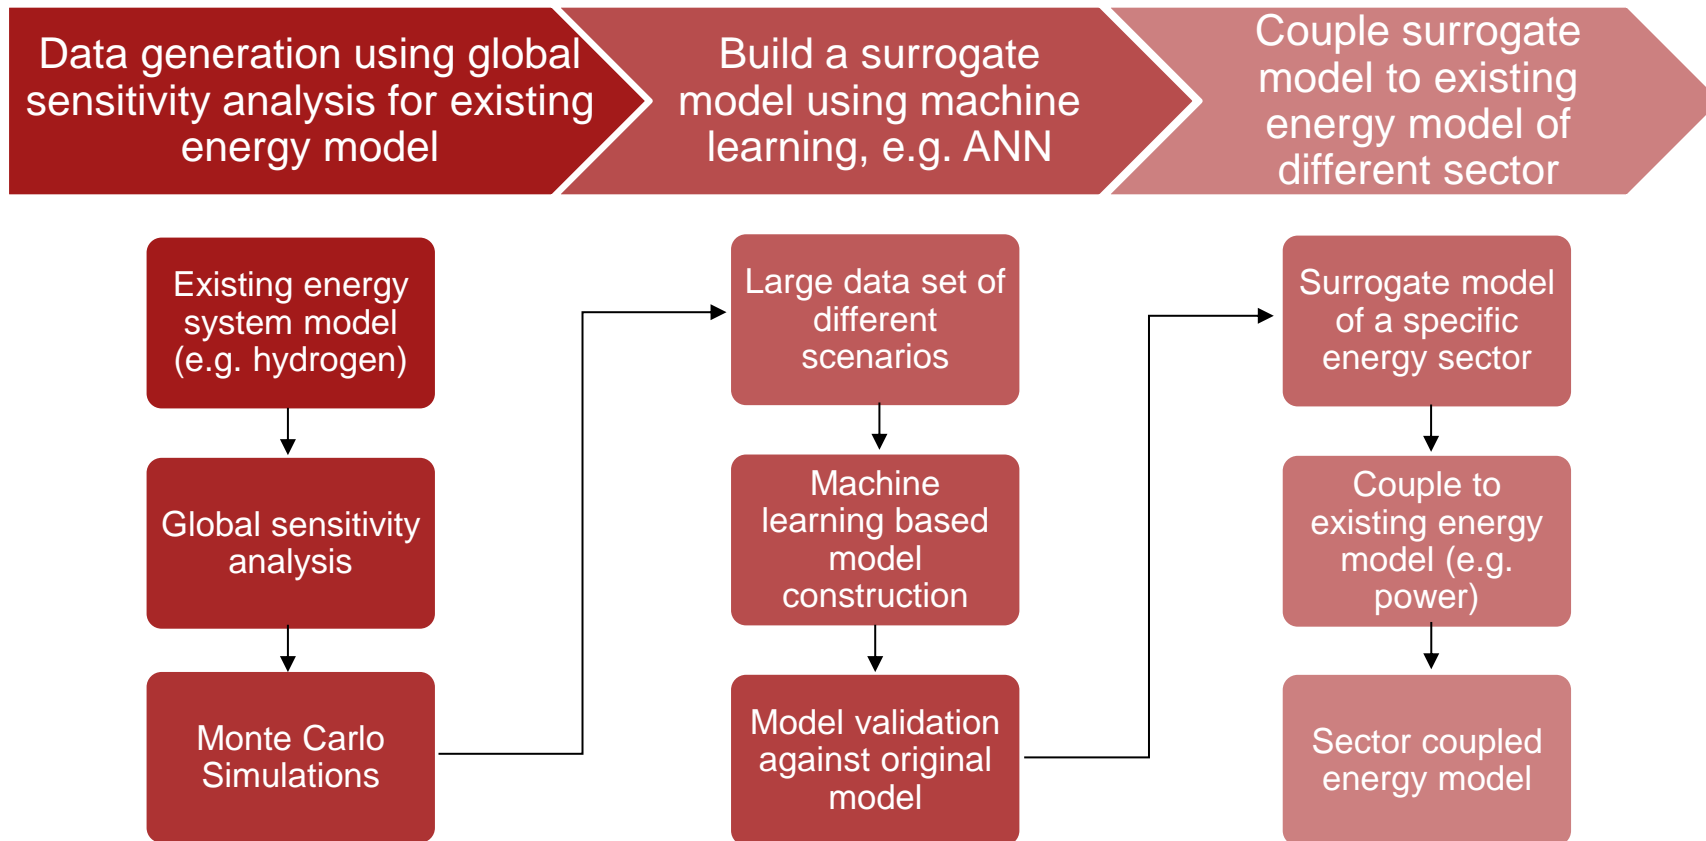 Data generation using global
sensitivity analysis for existing
energy model
Build a surrogate
model using machine
learning, e.g. ANN
Couple surrogate
model to existing
energy model of
different sector
Existing energy
system model
(e.g. hydrogen)
Global sensitivity
analysis
Monte Carlo
Simulations
Large data set of
different
scenarios
Machine
learning based
model
construction
Model validation
against original
model
Surrogate model
of a specific
energy sector
Couple to
existing energy
model (e.g.
power)
Sector coupled
energy model